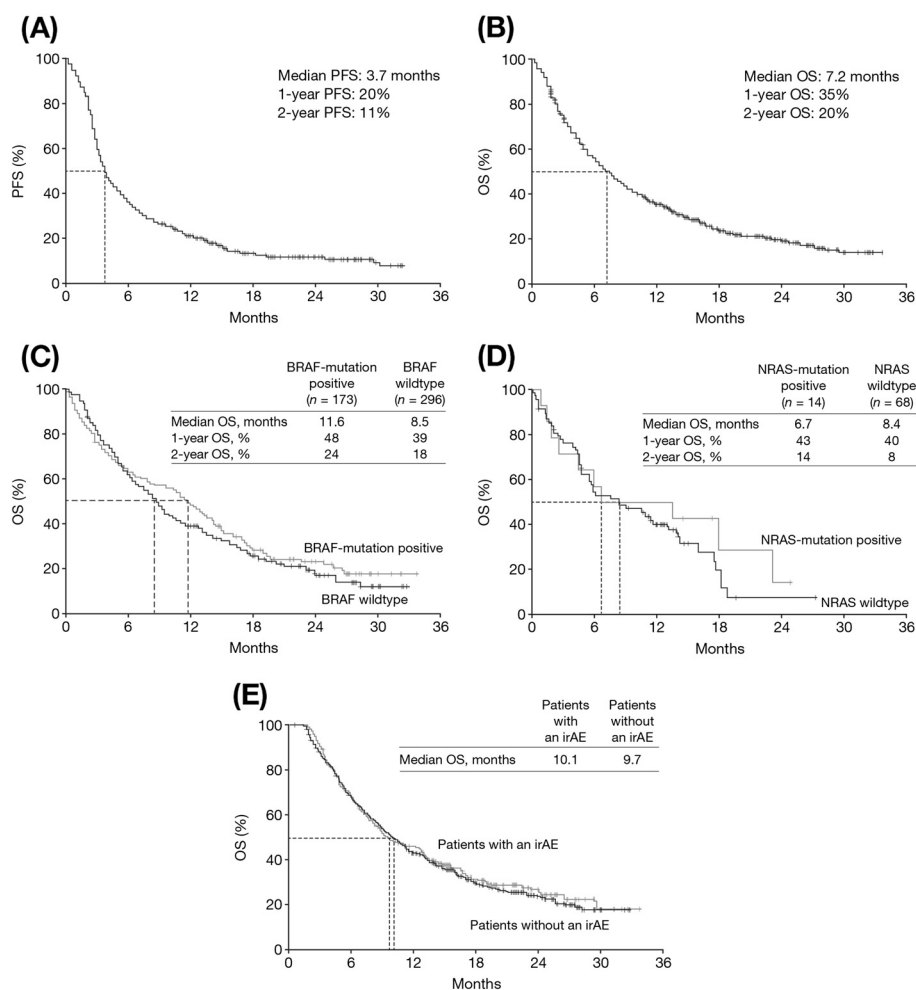 (A)
100
80
60
40
20
0
PFS (%)
Median PFS: 3.7 months
1-year PFS: 20%
2-year PFS: 11%
0 6 12 18 24 30 36
Months
(B)
100
80
60
40
20
0
OS (%)
Median OS: 7.2 months
1-year OS: 35%
2-year OS: 20%
0 6 12 18 24 30 36
Months
(C)
100
80
60
40
20
0
OS (%)
BRAF-mutation positive (n = 173) BRAF wildtype (n = 296)
Median OS, months 11.6 8.5
1-year OS, % 48 39
2-year OS, % 24 18
BRAF-mutation positive
BRAF wildtype
0 6 12 18 24 30 36
Months
(D)
100
80
60
40
20
0
OS (%)
NRAS-mutation positive (n = 14) NRAS wildtype (n = 68)
Median OS, months 6.7 8.4
1-year OS, % 43 40
2-year OS, % 14 8
NRAS-mutation positive
NRAS wildtype
0 6 12 18 24 30 36
Months
(E)
100
80
60
40
20
0
OS (%)
Patients with an irAE Patients without an irAE
Median OS, months 10.1 9.7
Patients with an irAE
Patients without an irAE
0 6 12 18 24 30 36
Months